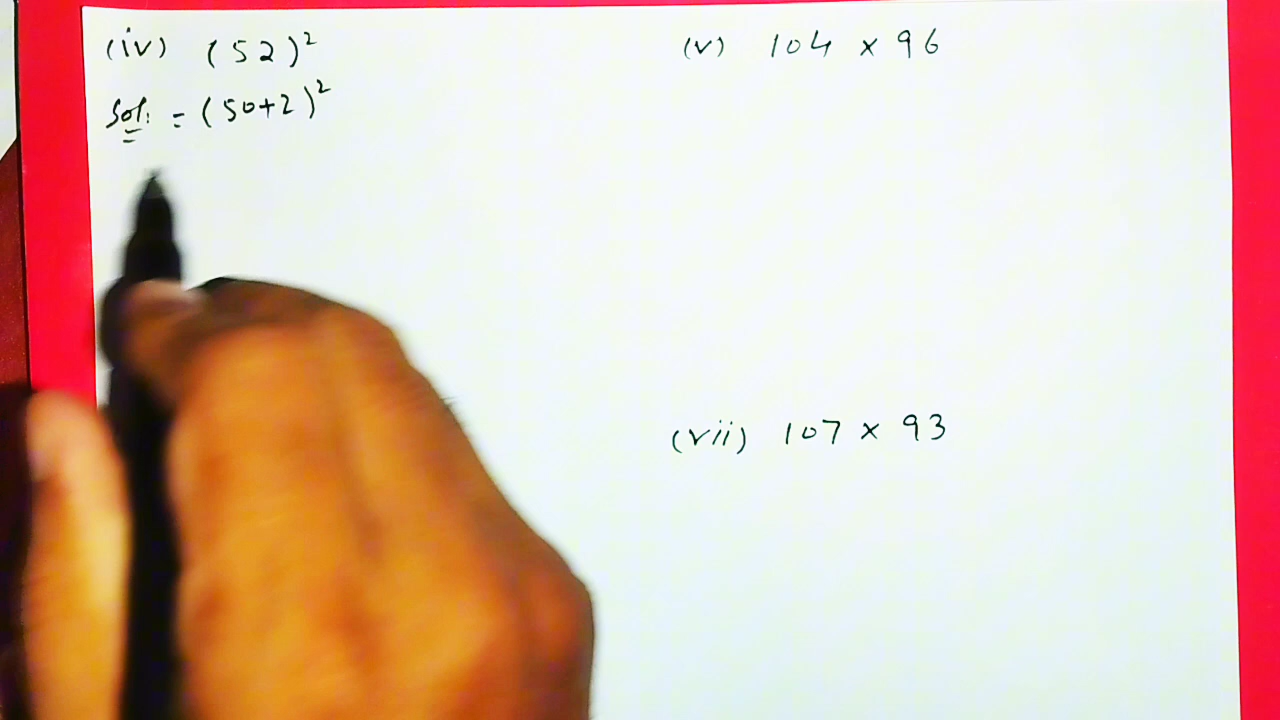 (iv) (52)²
Sol: = (50+2)²
(v) 104 × 96
(vii) 107 × 93